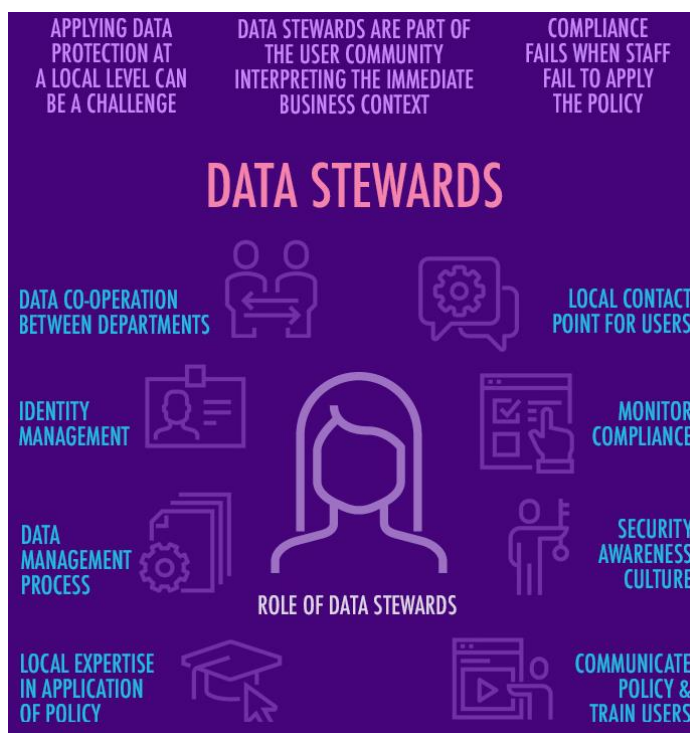 APPLYING DATA
PROTECTION AT
A LOCAL LEVEL CAN
BE A CHALLENGE
DATA STEWARDS ARE PART OF
THE USER COMMUNITY
INTERPRETING THE IMMEDIATE
BUSINESS CONTEXT
COMPLIANCE
FAILS WHEN STAFF
FAIL TO APPLY
THE POLICY
DATA STEWARDS
DATA CO-OPERATION
BETWEEN DEPARTMENTS
LOCAL CONTACT
POINT FOR USERS
IDENTITY
MANAGEMENT
MONITOR
COMPLIANCE
DATA
MANAGEMENT
PROCESS
SECURITY
AWARENESS
CULTURE
ROLE OF DATA STEWARDS
LOCAL EXPERTISE
IN APPLICATION
OF POLICY
COMMUNICATE
POLICY &
TRAIN USERS